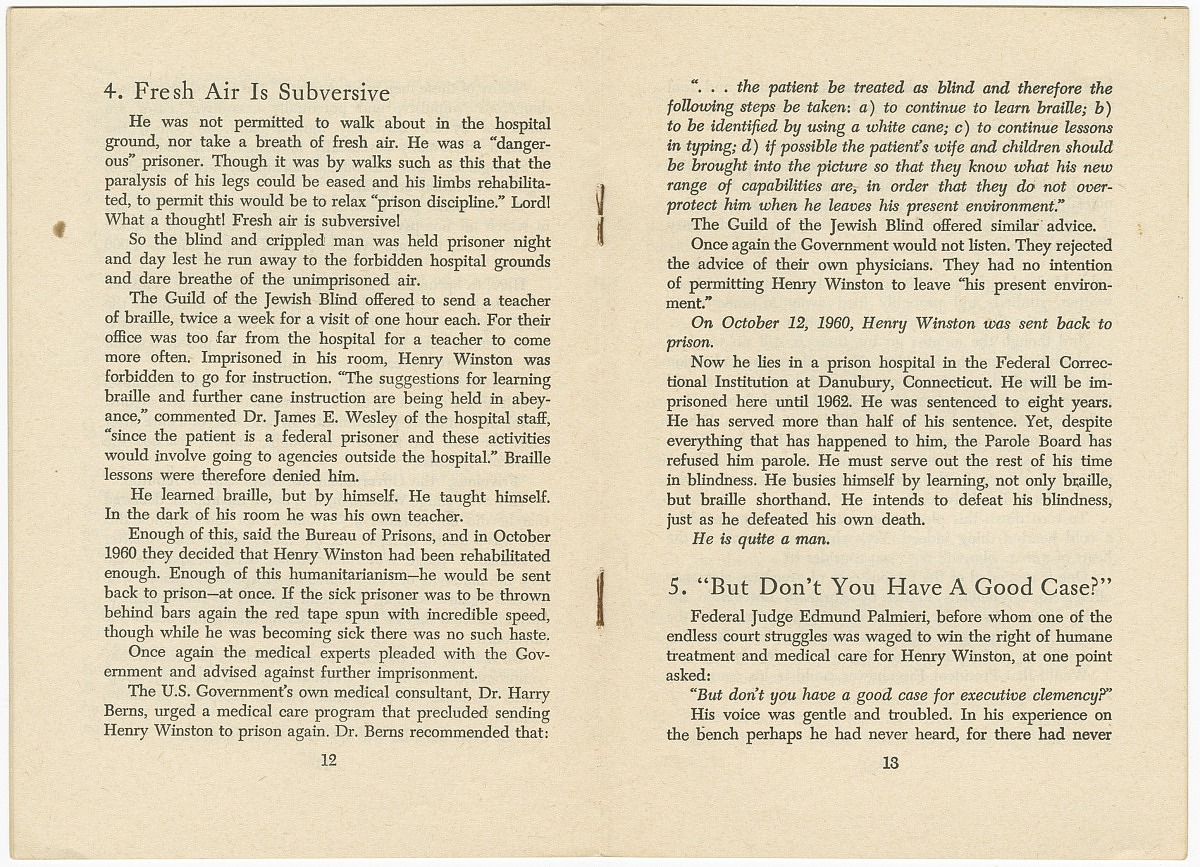 4. Fresh Air Is Subversive
He was not permitted to walk about in the hospital
ground, nor take a breath of fresh air. He was a “danger-
ous” prisoner. Though it was by walks such as this that the
paralysis of his legs could be eased and his limbs rehabilita-
ted, to permit this would be to relax “prison discipline.” Lord!
What a thought! Fresh air is subversive!
So the blind and crippled man was held prisoner night
and day lest he run away to the forbidden hospital grounds
and dare breathe of the unimprisoned air.
The Guild of the Jewish Blind offered to send a teacher
of braille, twice a week for a visit of one hour each. For their
office was too far from the hospital for a teacher to come
more often. Imprisoned in his room, Henry Winston was
forbidden to go for instruction. “The suggestions for learning
braille and further cane instruction are being held in abey-
ance,” commented Dr. James E. Wesley of the hospital staff,
“since the patient is a federal prisoner and these activities
would involve going to agencies outside the hospital.” Braille
lessons were therefore denied him.
He learned braille, but by himself. He taught himself.
In the dark of his room he was his own teacher.
Enough of this, said the Bureau of Prisons, and in October
1960 they decided that Henry Winston had been rehabilitated
enough. Enough of this humanitarianism—he would be sent
back to prison—at once. If the sick prisoner was to be thrown
behind bars again the red tape spun with incredible speed,
though while he was becoming sick there was no such haste.
Once again the medical experts pleaded with the Gov-
ernment and advised against further imprisonment.
The U.S. Government’s own medical consultant, Dr. Harry
Berns, urged a medical care program that precluded sending
Henry Winston to prison again. Dr. Berns recommended that:
12
“. . . the patient be treated as blind and therefore the
following steps be taken: a) to continue to learn braille; b)
to be identified by using a white cane; c) to continue lessons
in typing; d) if possible the patient’s wife and children should
be brought into the picture so that they know what his new
range of capabilities are, in order that they do not over-
protect him when he leaves his present environment.”
The Guild of the Jewish Blind offered similar advice.
Once again the Government would not listen. They rejected
the advice of their own physicians. They had no intention
of permitting Henry Winston to leave “his present environ-
ment.”
On October 12, 1960, Henry Winston was sent back to
prison.
Now he lies in a prison hospital in the Federal Correc-
tional Institution at Danubury, Connecticut. He will be im-
prisoned here until 1962. He was sentenced to eight years.
He has served more than half of his sentence. Yet, despite
everything that has happened to him, the Parole Board has
refused him parole. He must serve out the rest of his time
in blindness. He busies himself by learning, not only braille,
but braille shorthand. He intends to defeat his blindness,
just as he defeated his own death.
He is quite a man.
5. “But Don’t You Have A Good Case?”
Federal Judge Edmund Palmieri, before whom one of the
endless court struggles was waged to win the right of humane
treatment and medical care for Henry Winston, at one point
asked:
“But don’t you have a good case for executive clemency?”
His voice was gentle and troubled. In his experience on
the bench perhaps he had never heard, for there had never
13